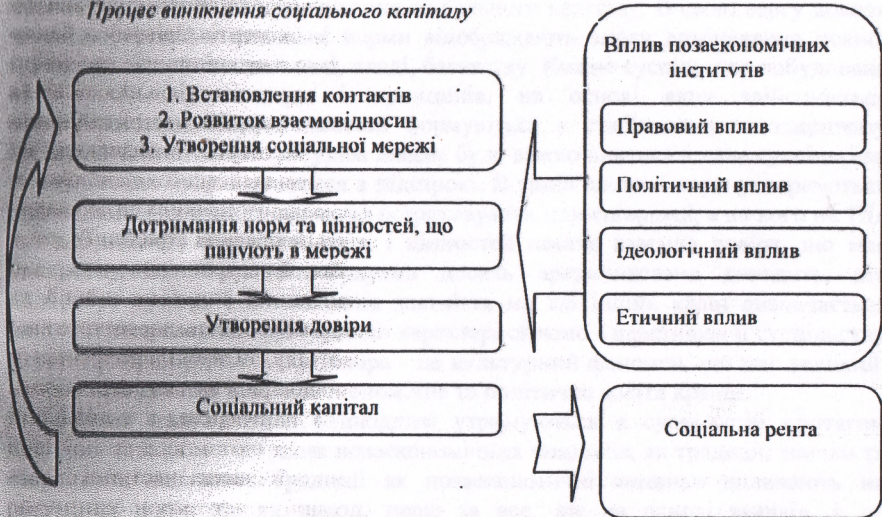 Процес виникнення соціального капіталу
1. Встановлення контактів
2. Розвиток взаємовідносин
3. Утворення соціальної мережі
Дотримання норм та цінностей, що
панують в мережі
Утворення довіри
Соціальний капітал
Вплив позаекономічних
інститутів
Правовий вплив
Політичний вплив
Ідеологічний вплив
Етичний вплив
Соціальна рента